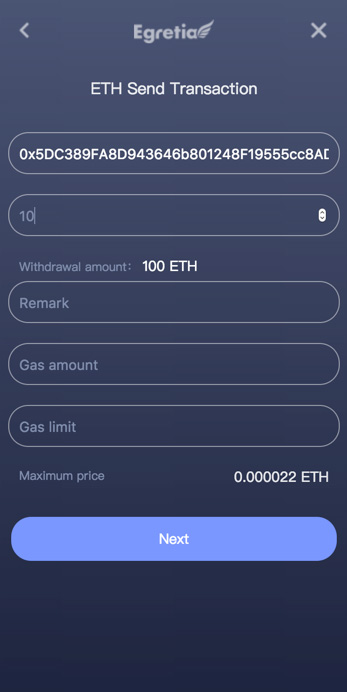 Egretia
ETH Send Transaction
0x5DC389FA8D943646b801248F19555cc8AD
10
Withdrawal amount: 100 ETH
Remark
Gas amount
Gas limit
Maximum price 0.000022 ETH
Next